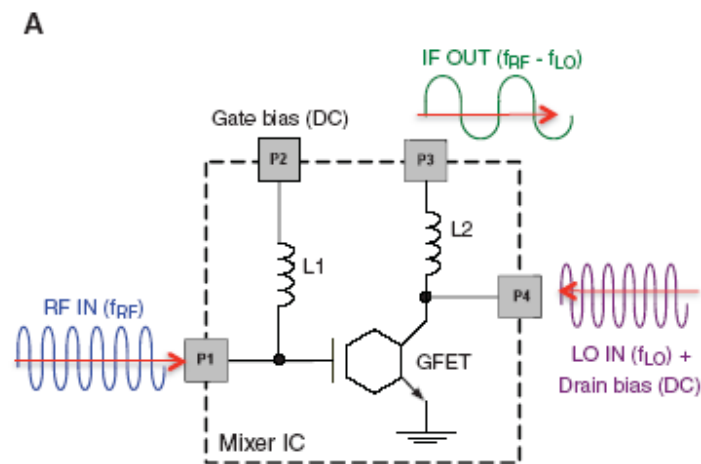 A
IF OUT (fRF - fLO)
Gate bias (DC)
P2
P3
L1
L2
RF IN (fRF)
P4
P1
GFET
LO IN (fLO) +
Drain bias (DC)
Mixer IC